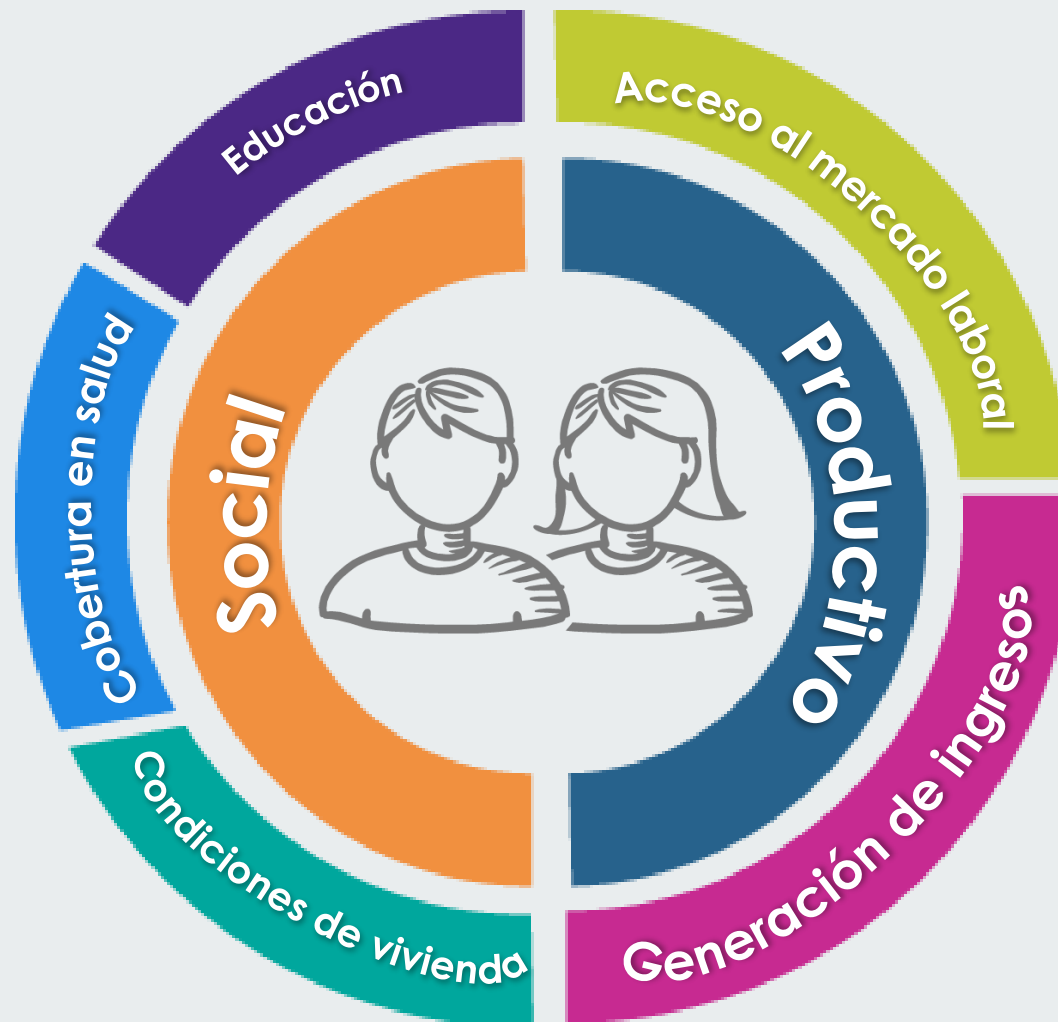 Educación
Acceso al mercado laboral
Cobertura en salud
Social
Productivo
Condiciones de vivienda
Generación de ingresos